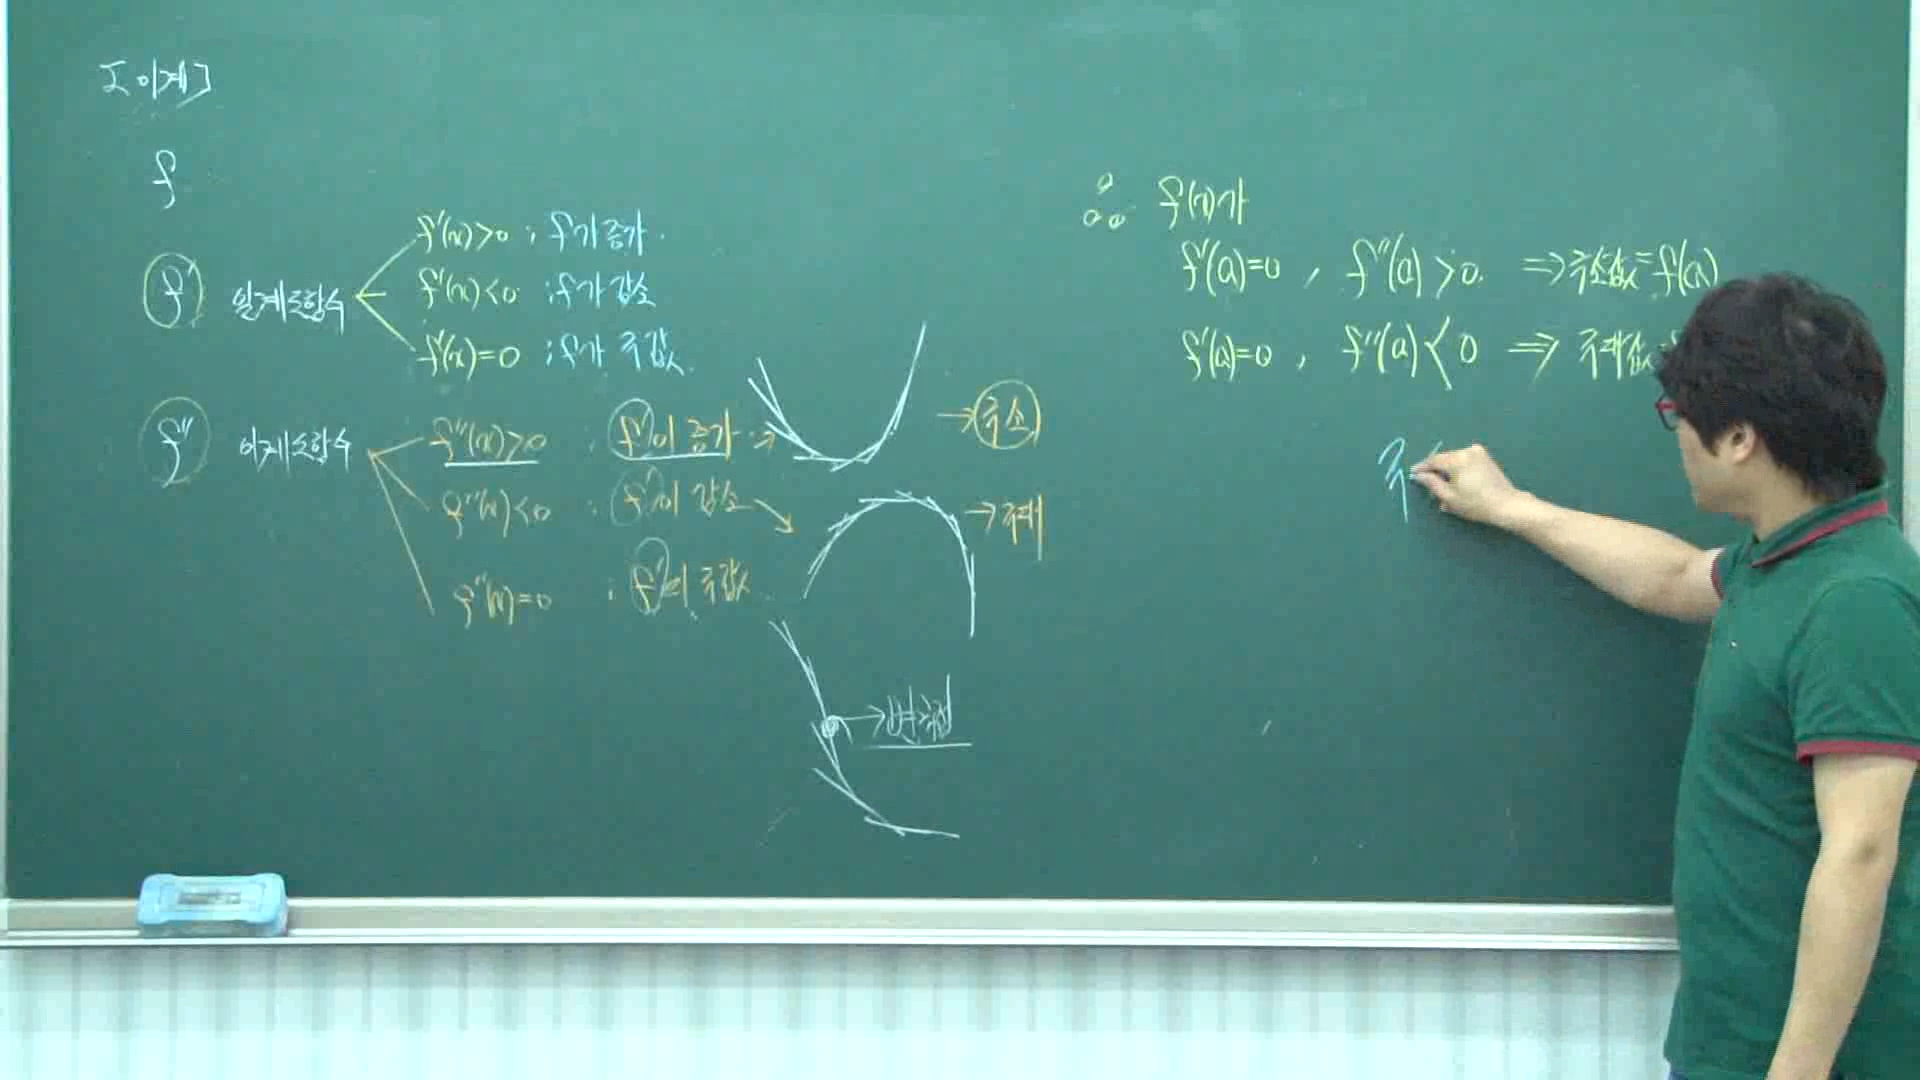 [이계]
f
f' 일계도함수
f'(x)>0 ; f가 증가.
f'(x)<0 ; f가 감소
f'(x)=0 ; f가 극값.
f'' 이계도함수
f''(x)>0 ; f'이 증가 → 극소
f''(x)<0 ; f'이 감소 → 극대
f''(x)=0 ; f'의 극값.
→ 변곡점
∴ f(x)가
f'(a)=0 , f''(a)>0. ⇒ 극소값=f(a)
f'(a)=0 , f''(a)<0 ⇒ 극대값=f
극